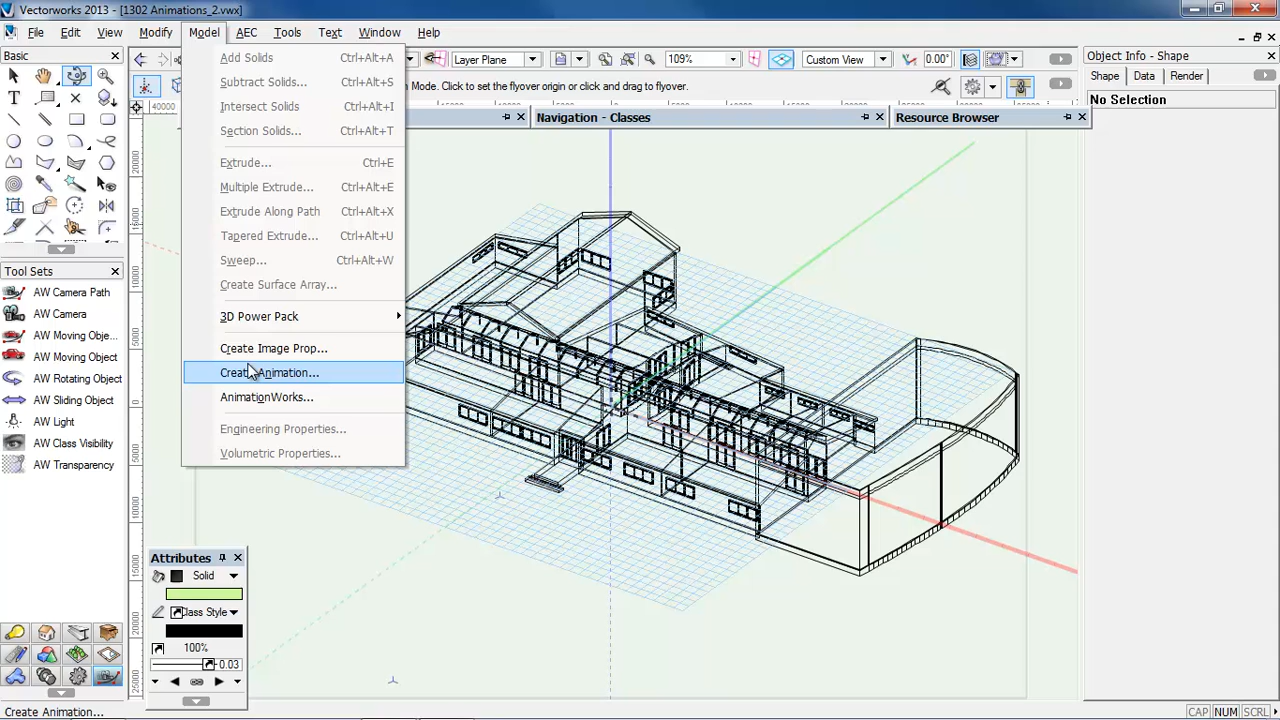 Vectorworks 2013 - [1302 Animations_2.vwx]
File Edit View Modify Model AEC Tools Text Window Help
Basic
Layer Plane
109%
Custom View
0.00°
Object Info - Shape
Mode: Click to set the flyover origin or click and drag to flyover.
Shape Data Render
No Selection
Navigation - Classes
Resource Browser
Add Solids Ctrl+Alt+A
Subtract Solids... Ctrl+Alt+S
Intersect Solids Ctrl+Alt+I
Section Solids... Ctrl+Alt+T
Extrude... Ctrl+E
Multiple Extrude... Ctrl+Alt+E
Extrude Along Path Ctrl+Alt+X
Tapered Extrude... Ctrl+Alt+U
Sweep... Ctrl+Alt+W
Create Surface Array...
3D Power Pack
Create Image Prop...
Create Animation...
AnimationWorks...
Engineering Properties...
Volumetric Properties...
Tool Sets
AW Camera Path
AW Camera
AW Moving Obje...
AW Moving Object
AW Rotating Object
AW Sliding Object
AW Light
AW Class Visibility
AW Transparency
Attributes
Solid
Class Style
100%
0.03
Create Animation...
CAP NUM SCRL